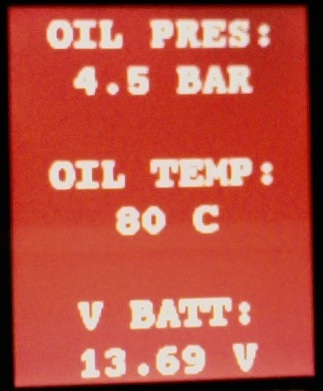 OIL PRES:
4.5 BAR
OIL TEMP:
80 C
V BATT:
13.69 V